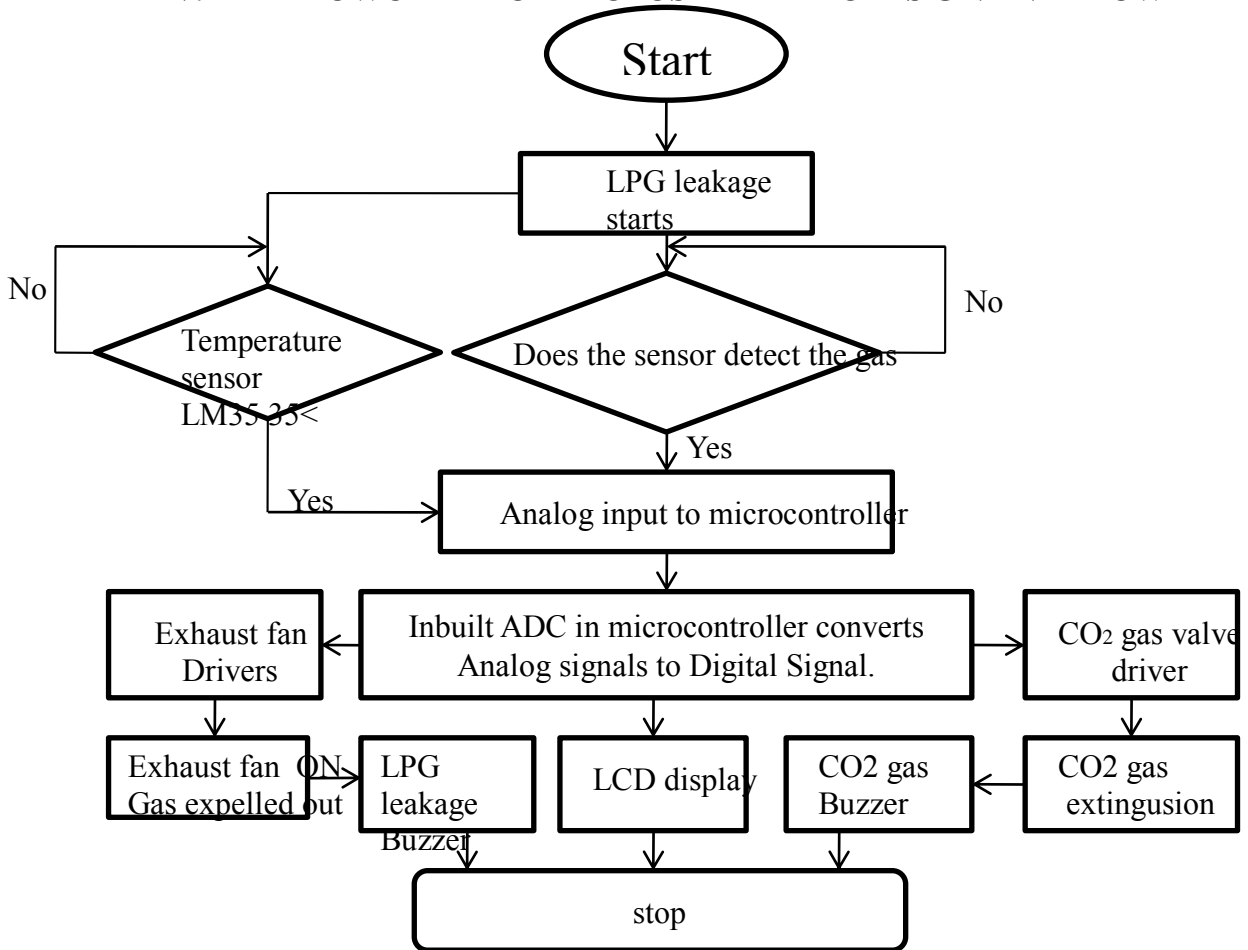 Start
LPG leakage
starts
No
No
Temperature
sensor
LM35 35<
Does the sensor detect the gas
Yes
Yes
Analog input to microcontroller
Exhaust fan
Drivers
Inbuilt ADC in microcontroller converts
Analog signals to Digital Signal.
CO2 gas valve
driver
Exhaust fan ON
Gas expelled out
LPG
leakage
Buzzer
LCD display
CO2 gas
Buzzer
CO2 gas
extingusion
stop